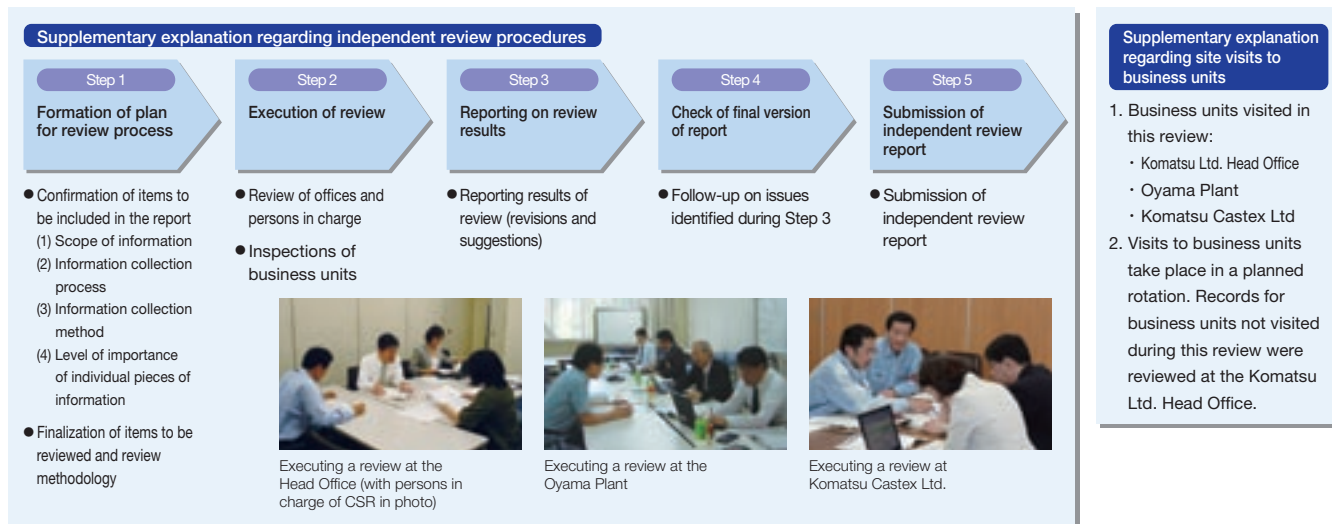 Supplementary explanation regarding independent review procedures
Step 1
Formation of plan
for review process
● Confirmation of items to
be included in the report
(1) Scope of information
(2) Information collection
process
(3) Information collection
method
(4) Level of importance
of individual pieces of
information
● Finalization of items to be
reviewed and review
methodology
Step 2
Execution of review
● Review of offices and
persons in charge
● Inspections of
business units
Step 3
Reporting on review
results
● Reporting results of
review (revisions and
suggestions)
Step 4
Check of final version
of report
● Follow-up on issues
identified during Step 3
Step 5
Submission of
independent review
report
● Submission of
independent review
report
Executing a review at the
Head Office (with persons in
charge of CSR in photo)
Executing a review at the
Oyama Plant
Executing a review at
Komatsu Castex Ltd.
Supplementary explanation
regarding site visits to
business units
1. Business units visited in
this review:
・Komatsu Ltd. Head Office
・Oyama Plant
・Komatsu Castex Ltd
2. Visits to business units
take place in a planned
rotation. Records for
business units not visited
during this review were
reviewed at the Komatsu
Ltd. Head Office.